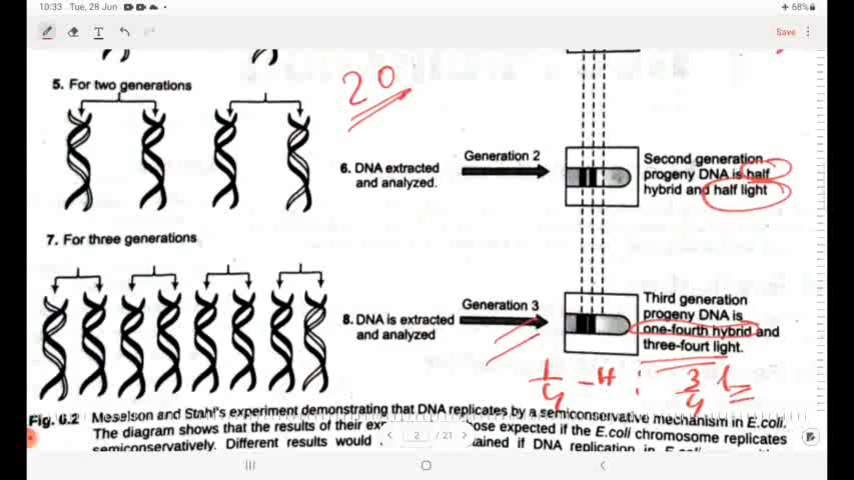 10:33 Tue, 28 Jun
68%
T
Save
5. For two generations
20
6. DNA extracted
and analyzed.
Generation 2
Second generation
progeny DNA is half
hybrid and half light
7. For three generations
8. DNA is extracted
and analyzed
Generation 3
Third generation
progeny DNA is
one-fourth hybrid and
three-fourt light.
1/4 - H : 3/4 L
Fig. 6.2 Meselson and Stahl's experiment demonstrating that DNA replicates by a semiconservative mechanism in E.coli.
The diagram shows that the results of their ex ose expected if the E.coli chromosome replicates
2 / 21
semiconservatively. Different results would ained if DNA replication in